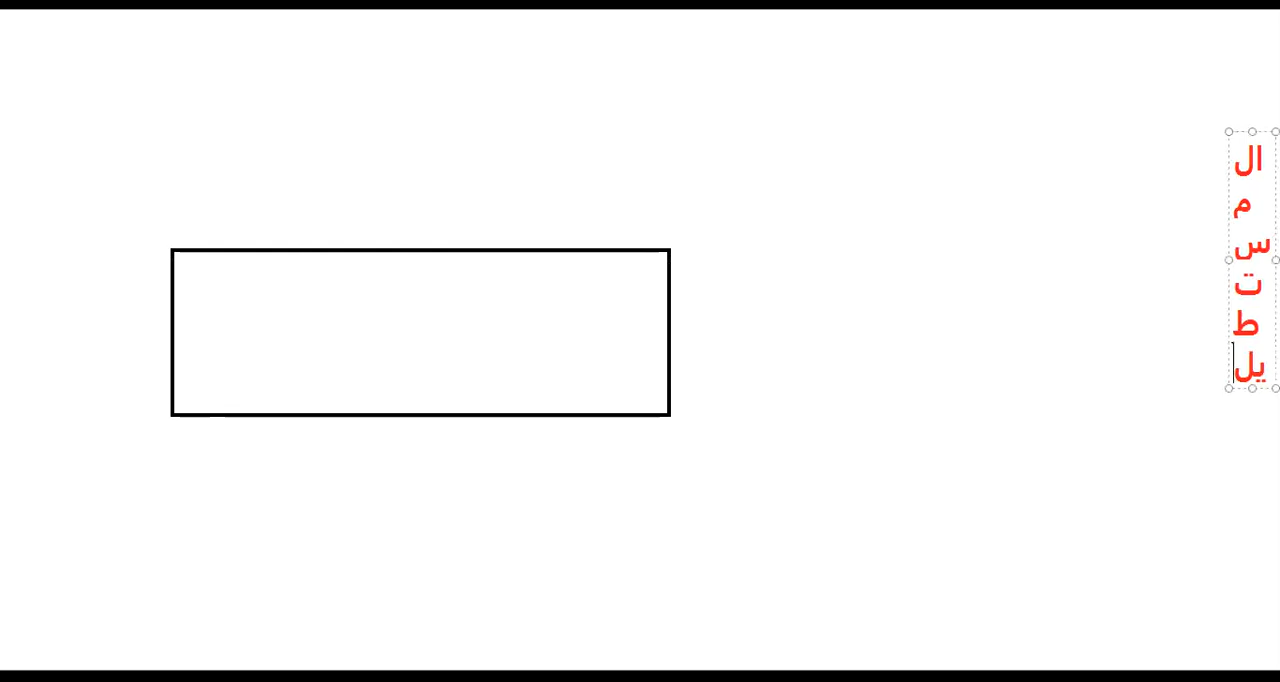 ال
م
س
ت
ط
يل